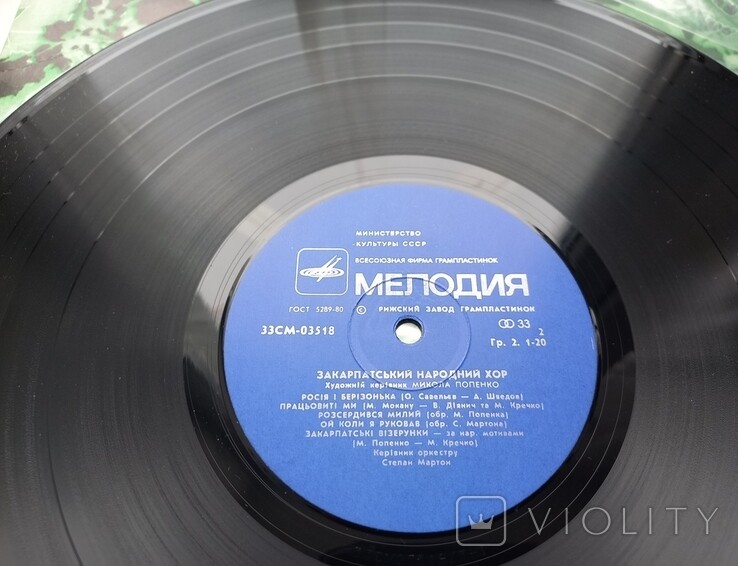 МИНИСТЕРСТВО
КУЛЬТУРЫ СССР
ВСЕСОЮЗНАЯ ФИРМА ГРАМПЛАСТИНОК
МЕЛОДИЯ
ГОСТ 5289-80 © РИЖСКИЙ ЗАВОД ГРАМПЛАСТИНОК
33СМ-03518 33
2
Гр. 2. 1-20
ЗАКАРПАТСЬКИЙ НАРОДНИЙ ХОР
Художній керівник МИКОЛА ПОПЕНКО
РОСІЯ І БЕРІЗОНЬКА (О. Савельєв — А. Шведов)
ПРАЦЬОВИТІ МИ (М. Мокану — В. Дівнич та М. Кречко)
РОЗСЕРДИВСЯ МИЛИЙ (обр. М. Попенка)
ОЙ КОЛИ Я РУКОВАВ (обр. С. Мартона)
ЗАКАРПАТСЬКІ ВІЗЕРУНКИ — за нар. мотивами
(М. Попенко — М. Кречко)
Керівник оркестру
Степан Мартон
VIOLITY